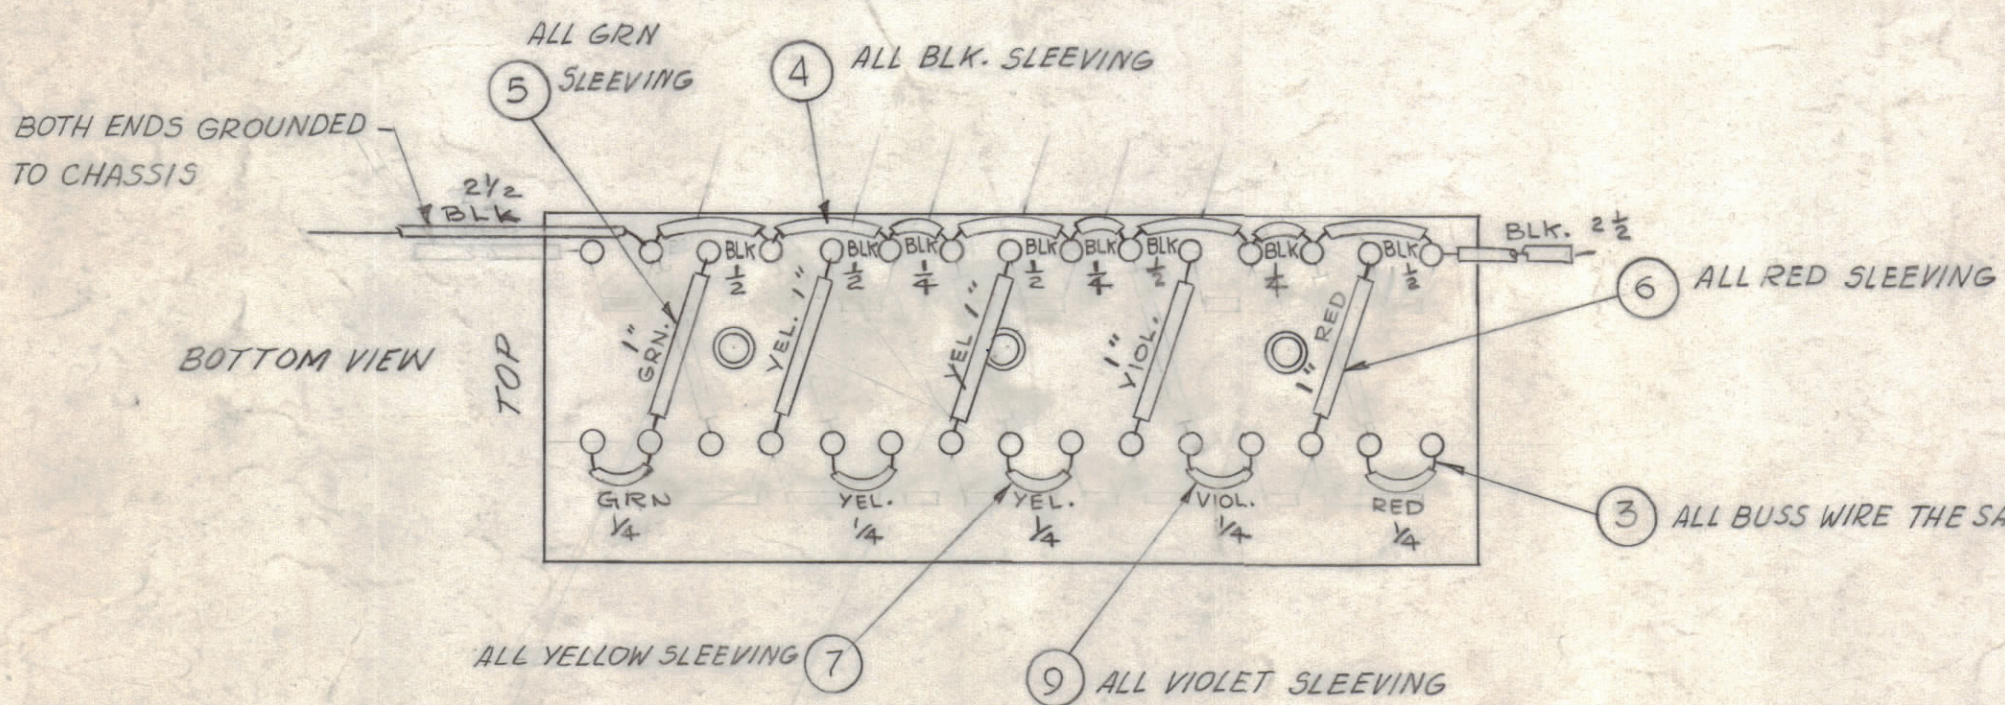 ALL GRN
5 SLEEVING
4 ALL BLK. SLEEVING
BOTH ENDS GROUNDED
TO CHASSIS
2 1/2
BLK
BLK 1/2
BLK 1/2
BLK 1/4
BLK 1/2
BLK 1/4
BLK 1/2
BLK 1/4
BLK 1/2
BLK. 2 1/2
6 ALL RED SLEEVING
BOTTOM VIEW
TOP
1" GRN.
YEL. 1"
YEL 1"
1" VIOL.
1" RED
GRN
1/4
YEL.
1/4
YEL.
1/4
VIOL.
1/4
RED
1/4
3 ALL BUSS WIRE THE SA
ALL YELLOW SLEEVING 7
9 ALL VIOLET SLEEVING